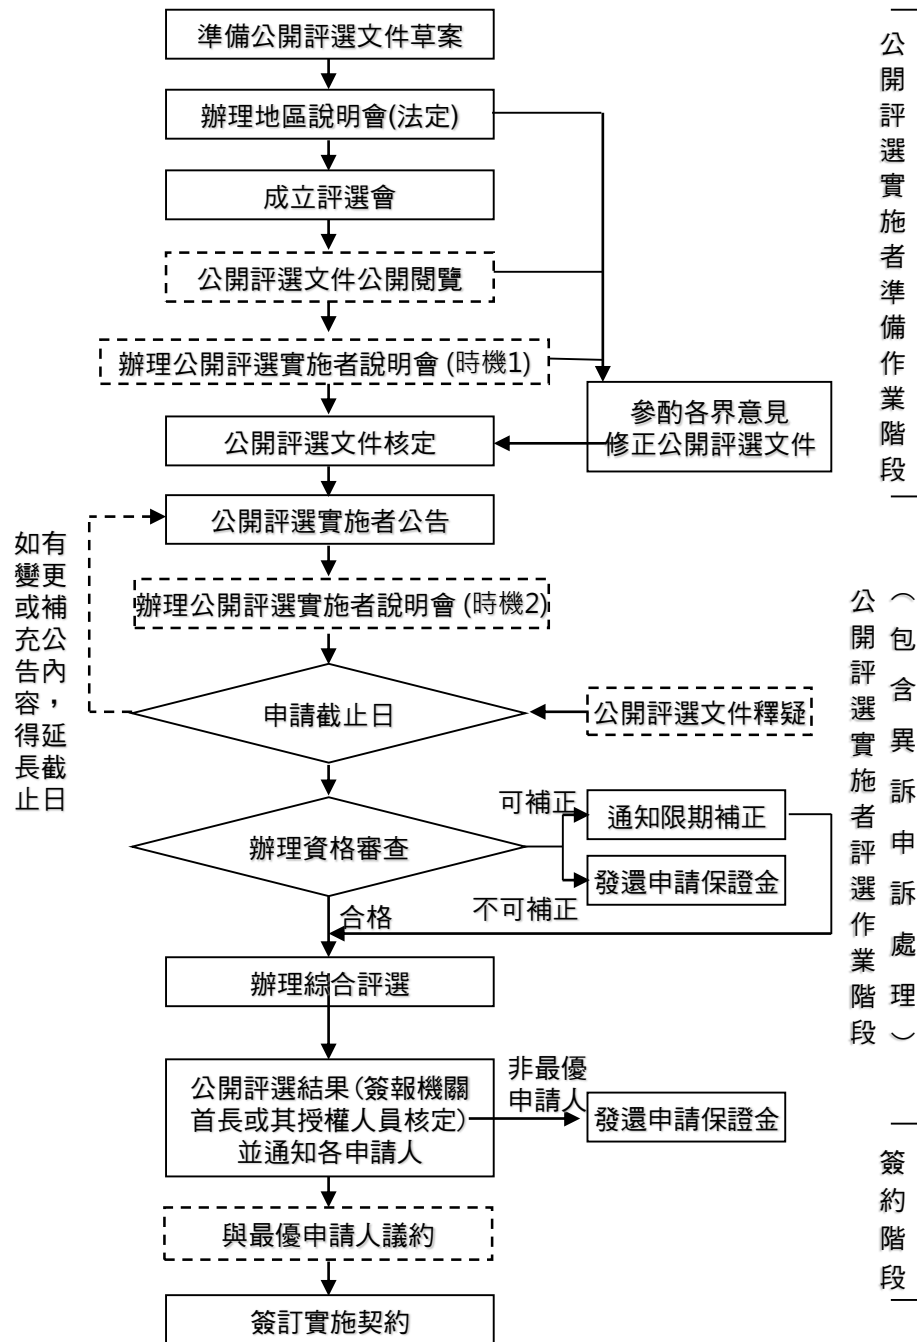 準備公開評選文件草案
辦理地區說明會(法定)
成立評選會
公開評選文件公開閱覽
辦理公開評選實施者說明會 (時機1)
參酌各界意見
修正公開評選文件
公開評選文件核定
公開評選實施者公告
辦理公開評選實施者說明會 (時機2)
如有
變更
或補
充公
告內
容，
得延
長截
止日
申請截止日
公開評選文件釋疑
辦理資格審查
可補正
通知限期補正
發還申請保證金
不可補正
合格
辦理綜合評選
公開評選結果(簽報機關
首長或其授權人員核定)
並通知各申請人
非最優
申請人
發還申請保證金
與最優申請人議約
簽訂實施契約
公開評選實施者準備作業階段
公開評選實施者評選作業階段
（包含異訴申訴處理）
簽約階段